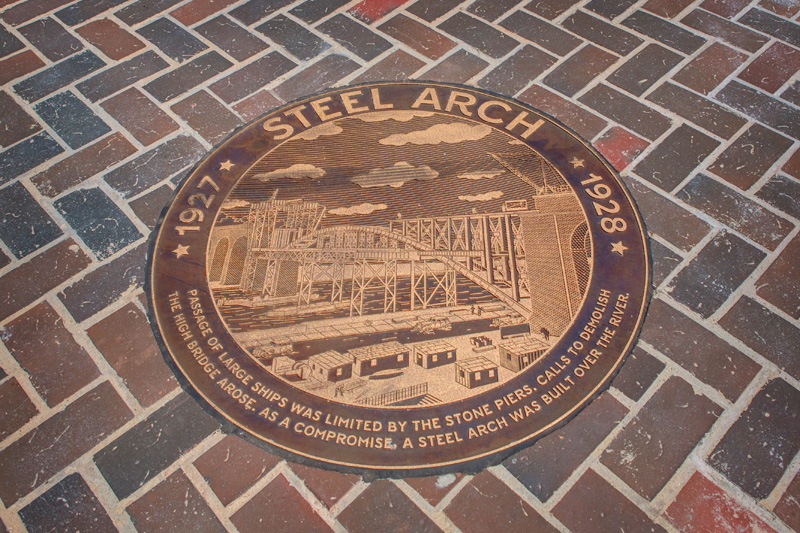 STEEL ARCH
1927
1928
PASSAGE OF LARGE SHIPS WAS LIMITED BY THE STONE PIERS. CALLS TO DEMOLISH
THE HIGH BRIDGE AROSE. AS A COMPROMISE, A STEEL ARCH WAS BUILT OVER THE RIVER.